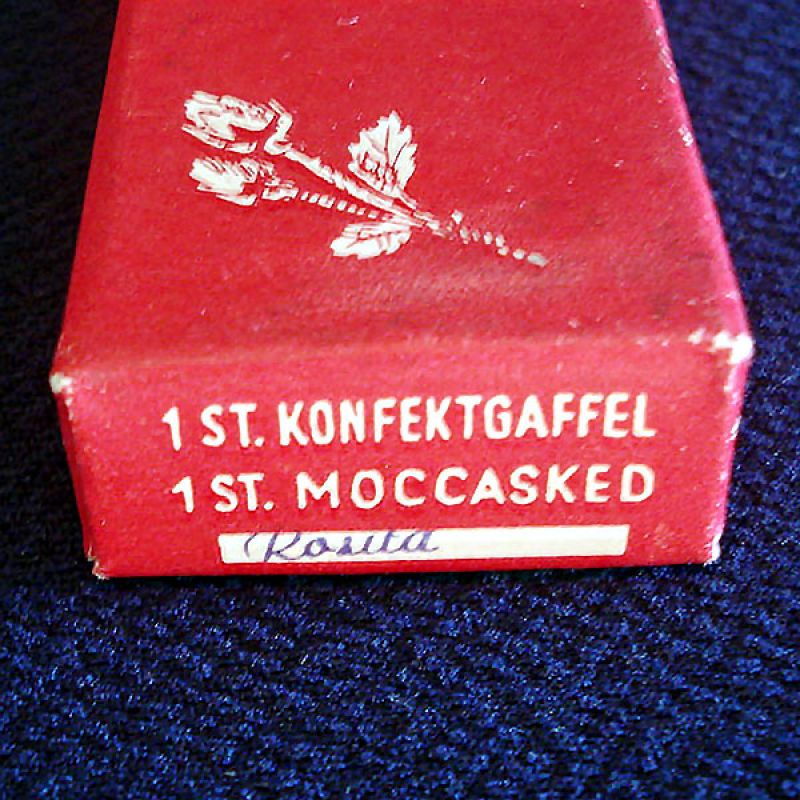 1 ST. KONFEKTGAFFEL
1 ST. MOCCASKED
Rosita